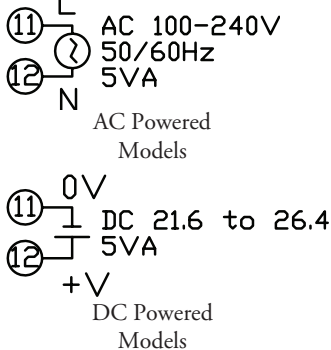 L
11 AC 100-240V
50/60Hz
12 5VA
N
AC Powered
Models
0V
11 DC 21.6 to 26.4
12 5VA
+V
DC Powered
Models